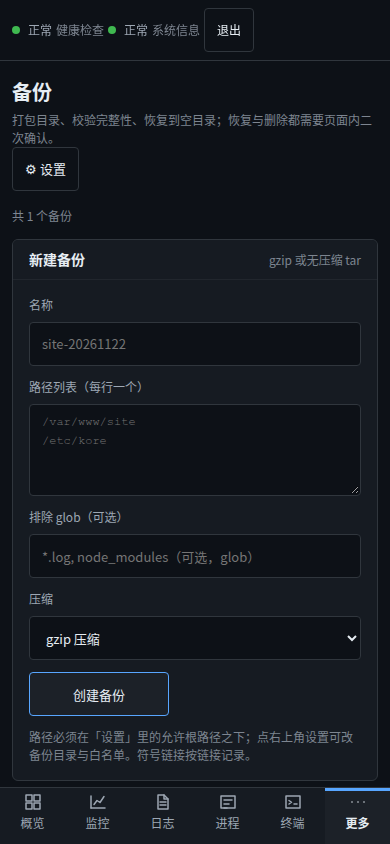 正常 健康检查 正常 系统信息 退出
备份
打包目录、校验完整性、恢复到空目录；恢复与删除都需要页面内二
次确认。
⚙ 设置
共 1 个备份
新建备份 gzip 或无压缩 tar
名称
site-20261122
路径列表（每行一个）
/var/www/site
/etc/kore
排除 glob（可选）
*.log, node_modules（可选，glob）
压缩
gzip 压缩
创建备份
路径必须在「设置」里的允许根路径之下；点右上角设置可改
备份目录与白名单。符号链接按链接记录。
概览 监控 日志 进程 终端 更多